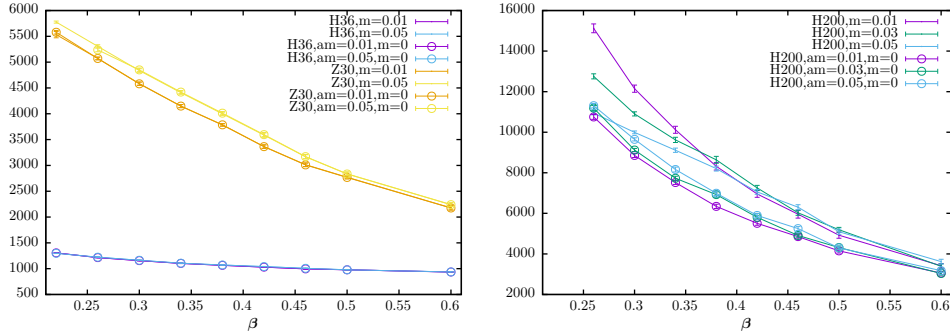 6000
5500
5000
4500
4000
3500
3000
2500
2000
1500
1000
500
0.25
0.3
0.35
0.4
0.45
0.5
0.55
0.6
β
H36,m=0.01
H36,m=0.05
H36,am=0.01,m=0
H36,am=0.05,m=0
Z30,m=0.01
Z30,m=0.05
Z30,am=0.01,m=0
Z30,am=0.05,m=0
16000
14000
12000
10000
8000
6000
4000
2000
0.25
0.3
0.35
0.4
0.45
0.5
0.55
0.6
β
H200,m=0.01
H200,m=0.03
H200,m=0.05
H200,am=0.01,m=0
H200,am=0.03,m=0
H200,am=0.05,m=0